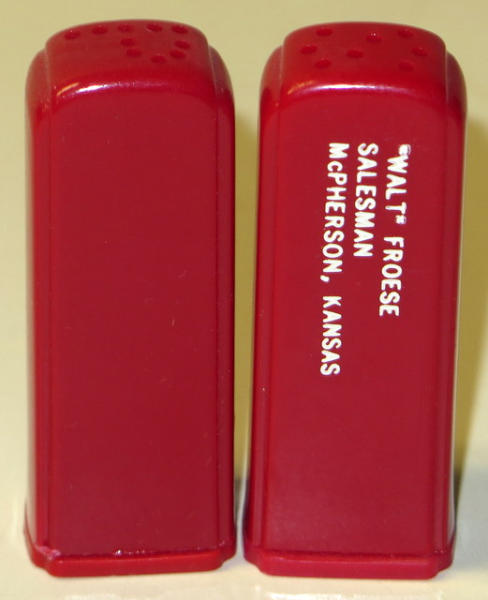 "WALT" FROESE
SALESMAN
McPHERSON, KANSAS